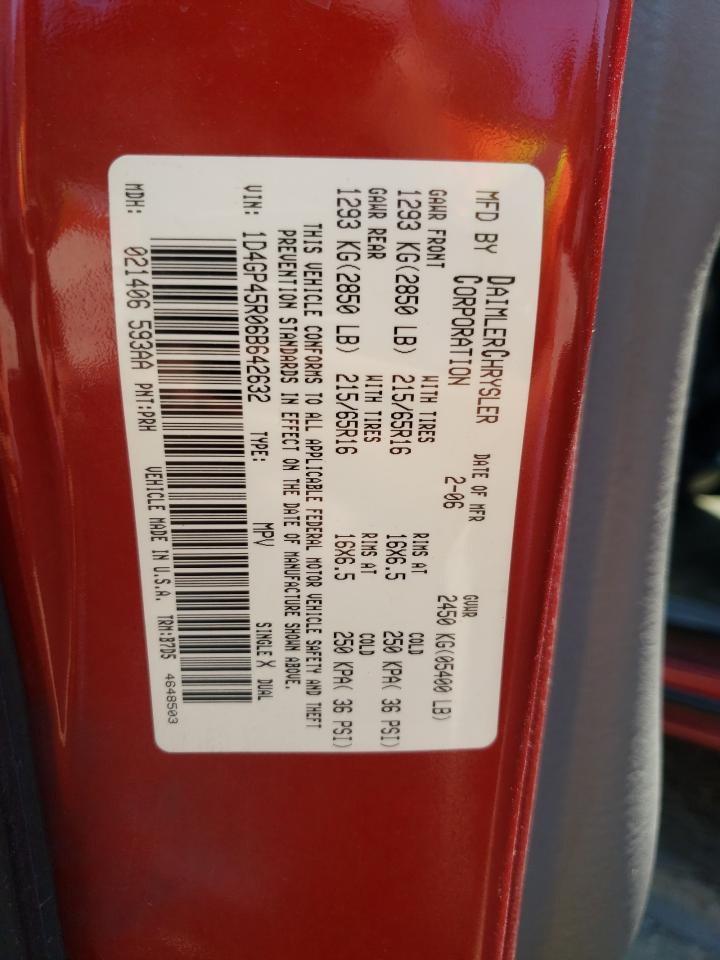 MFD BY DAIMLERCHRYSLER CORPORATION DATE OF MFR 2-06 GVWR 2450 KG(05400 LB)
GAWR FRONT WITH TIRES RIMS AT COLD
1293 KG(2850 LB) 215/65R16 16X6.5 250 KPA( 36 PSI)
GAWR REAR WITH TIRES RIMS AT COLD
1293 KG(2850 LB) 215/65R16 16X6.5 250 KPA( 36 PSI)
THIS VEHICLE CONFORMS TO ALL APPLICABLE FEDERAL MOTOR VEHICLE SAFETY AND THEFT
PREVENTION STANDARDS IN EFFECT ON THE DATE OF MANUFACTURE SHOWN ABOVE.
VIN: 1D4GP45R06B642632 TYPE: MPV SINGLE X DUAL
MDH: 021406 593AA PNT:PRH VEHICLE MADE IN U.S.A. TRM:B7D5 4648503